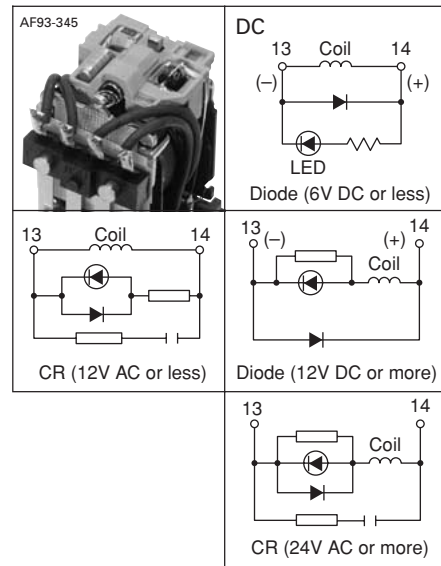 AF93-345
DC
13 Coil 14
(−) (+)
LED
Diode (6V DC or less)
13 Coil 14
CR (12V AC or less)
13 (−) (+) 14
Coil
Diode (12V DC or more)
13 14
Coil
CR (24V AC or more)